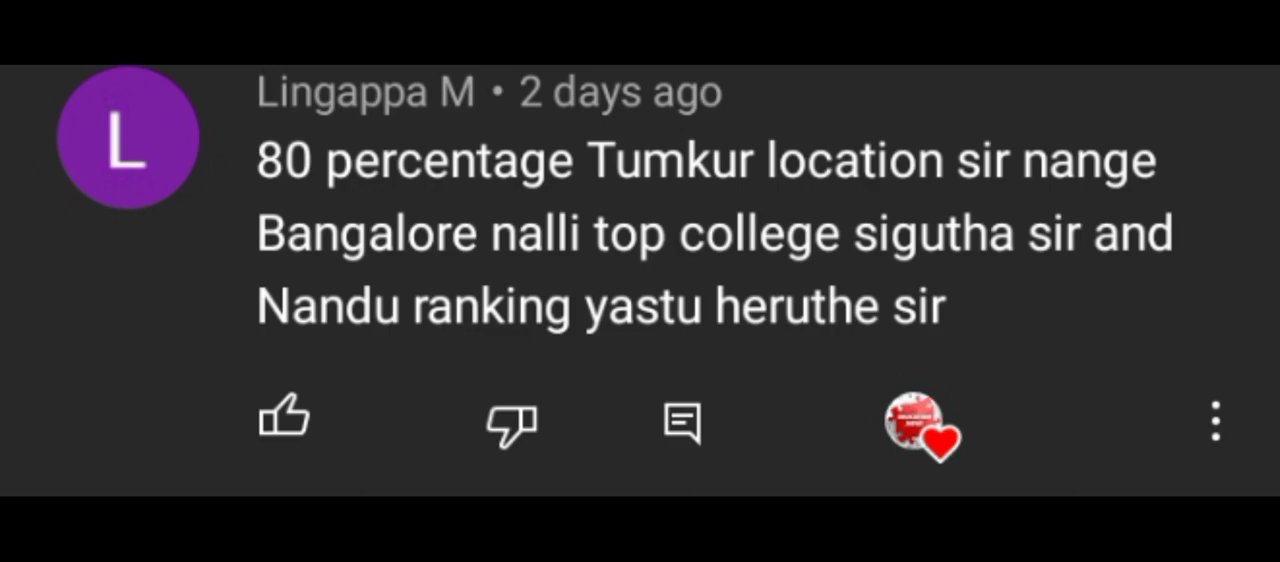 L
Lingappa M • 2 days ago
80 percentage Tumkur location sir nange
Bangalore nalli top college sigutha sir and
Nandu ranking yastu heruthe sir